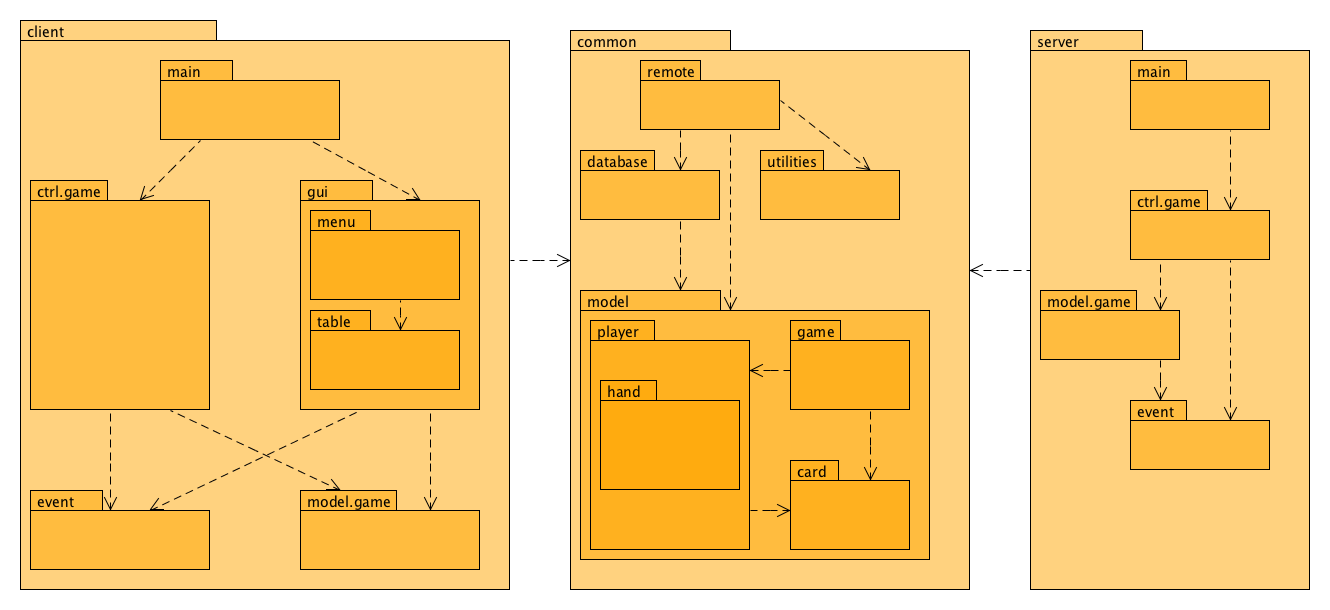 client
main
ctrl.game
gui
menu
table
event
model.game
common
remote
database
utilities
model
player
game
hand
card
server
main
ctrl.game
model.game
event